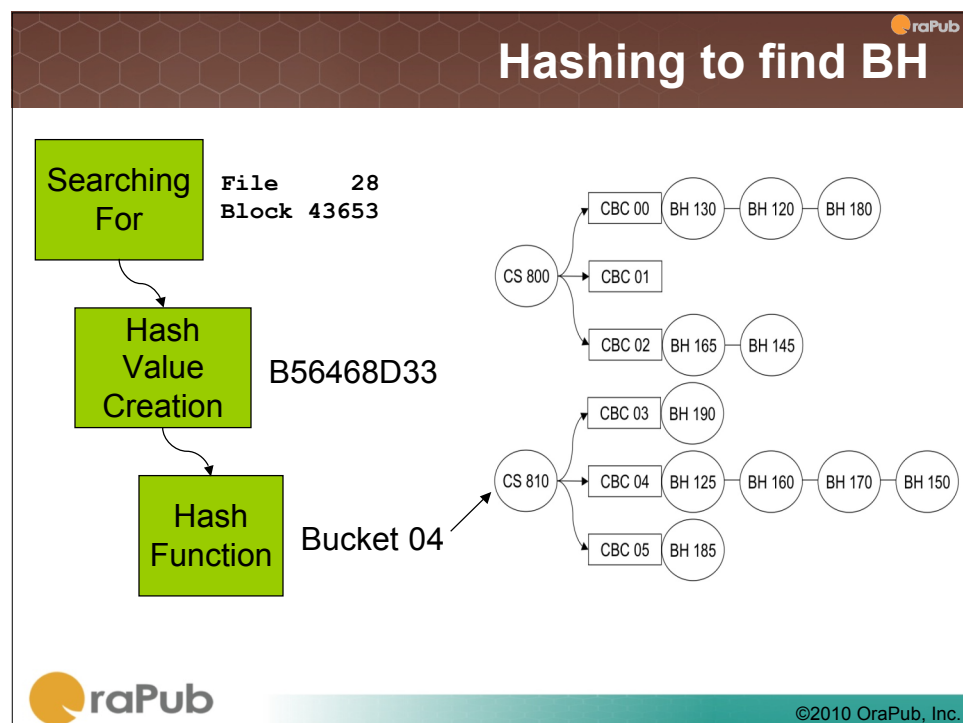 raPub
Hashing to find BH
Searching
For
File 28
Block 43653
Hash
Value
Creation
B56468D33
Hash
Function
Bucket 04
CS 800
CBC 00 BH 130 BH 120 BH 180
CBC 01
CBC 02 BH 165 BH 145
CS 810
CBC 03 BH 190
CBC 04 BH 125 BH 160 BH 170 BH 150
CBC 05 BH 185
raPub
©2010 OraPub, Inc.